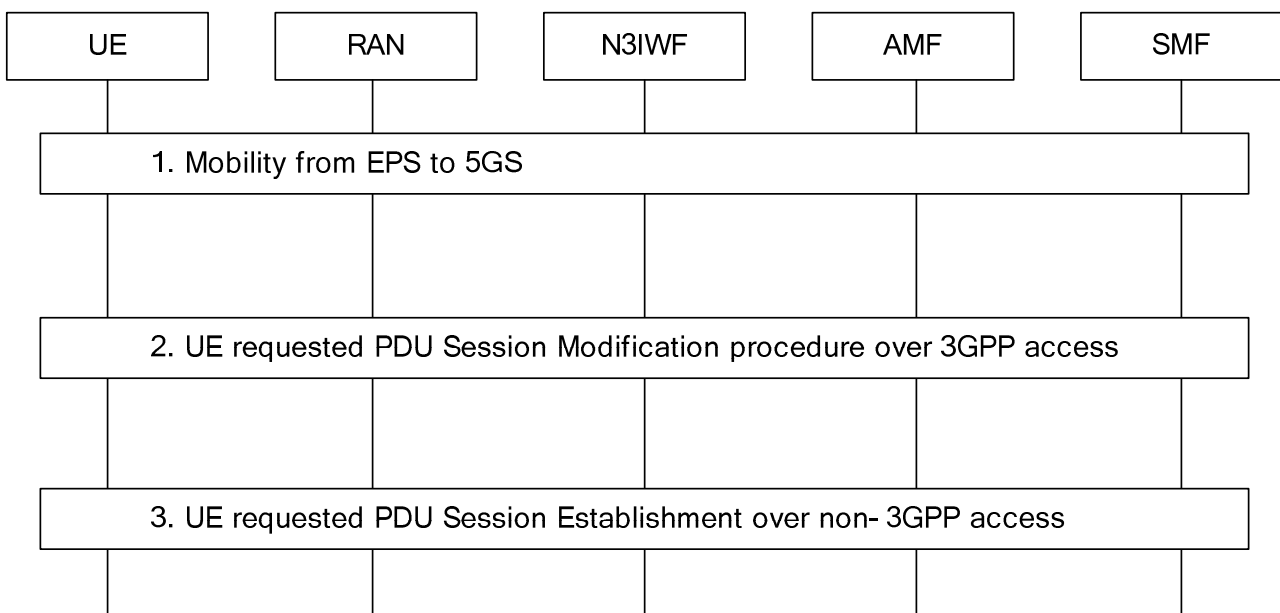 UE
RAN
N3IWF
AMF
SMF
1. Mobility from EPS to 5GS
2. UE requested PDU Session Modification procedure over 3GPP access
3. UE requested PDU Session Establishment over non- 3GPP access